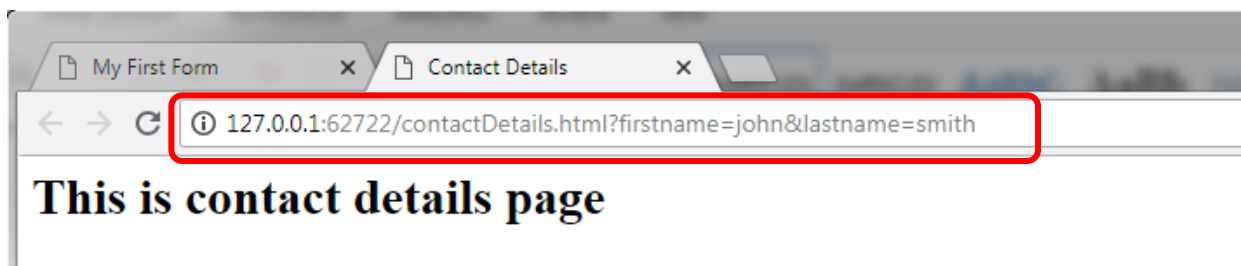 My First Form
Contact Details
127.0.0.1:62722/contactDetails.html?firstname=john&lastname=smith
This is contact details page